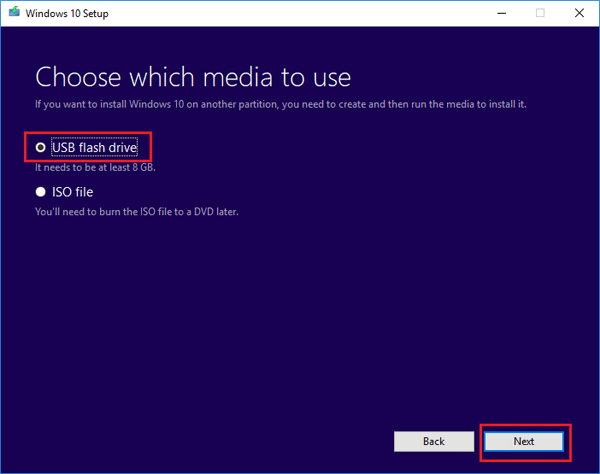 Windows 10 Setup
Choose which media to use
If you want to install Windows 10 on another partition, you need to create and then run the media to install it.
USB flash drive
It needs to be at least 8 GB.
ISO file
You'll need to burn the ISO file to a DVD later.
Back
Next